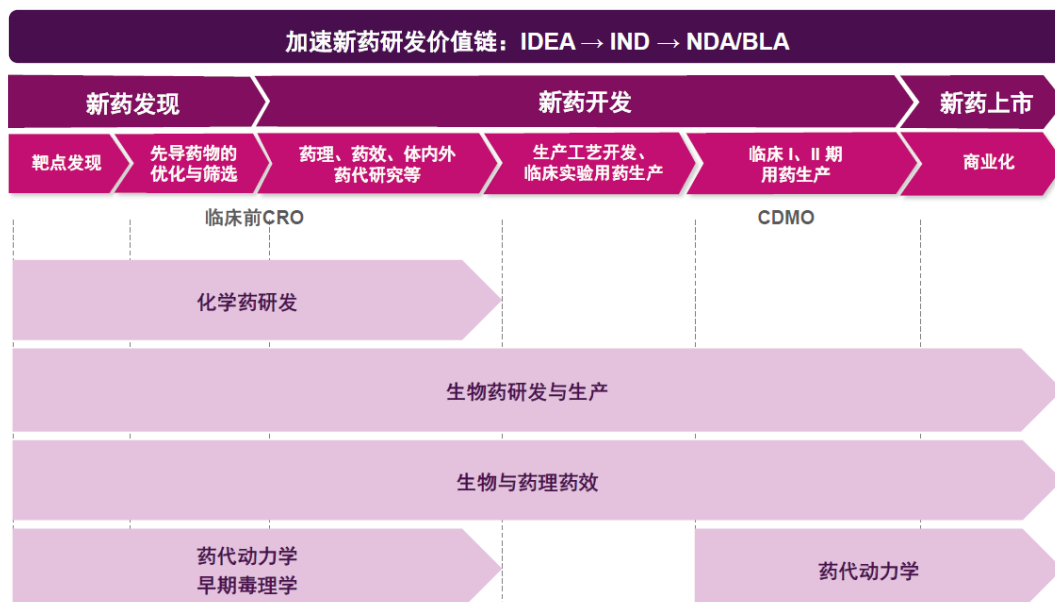 加速新药研发价值链：IDEA → IND → NDA/BLA
新药发现
新药开发
新药上市
靶点发现
先导药物的
优化与筛选
药理、药效、体内外
药代研究等
生产工艺开发、
临床实验用药生产
临床 I、II 期
用药生产
商业化
临床前CRO
CDMO
化学药研发
生物药研发与生产
生物与药理药效
药代动力学
早期毒理学
药代动力学